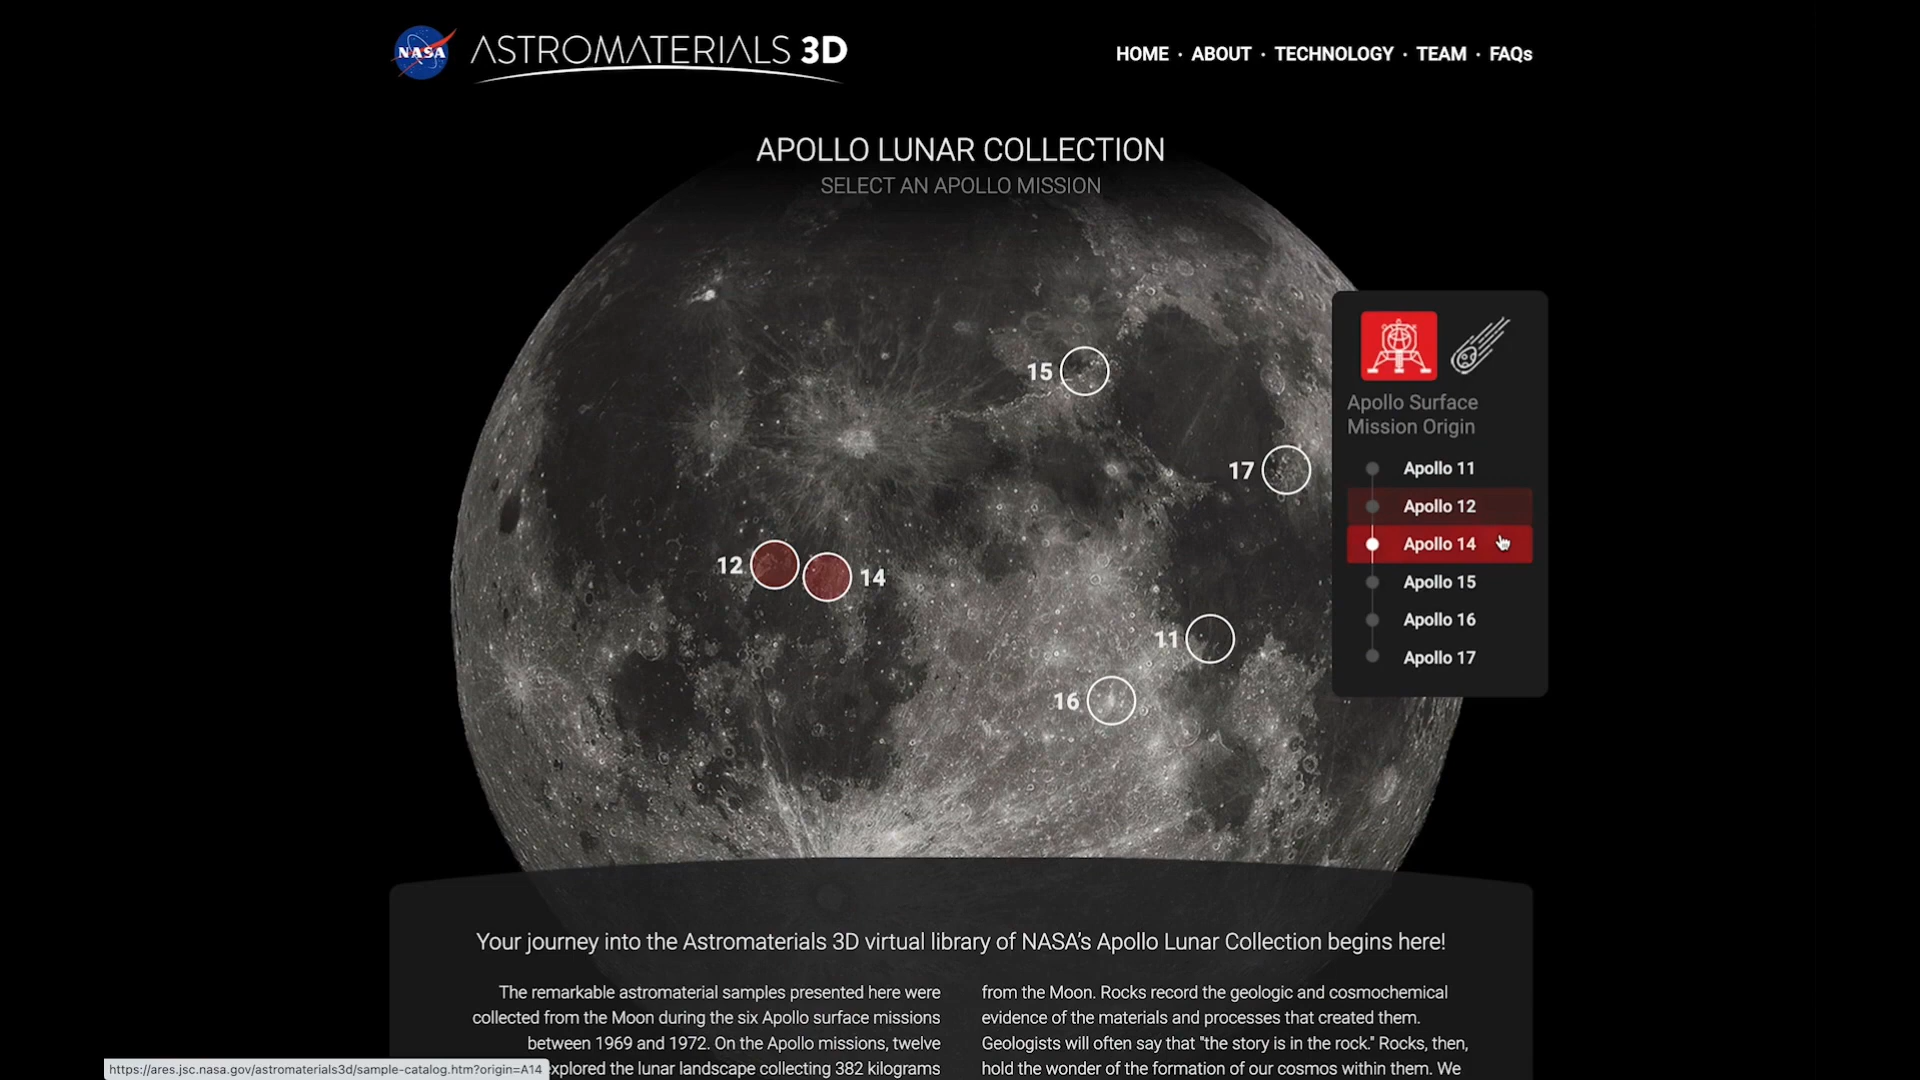 NASA
ASTROMATERIALS 3D
HOME · ABOUT · TECHNOLOGY · TEAM · FAQs
APOLLO LUNAR COLLECTION
SELECT AN APOLLO MISSION
15
17
12
14
11
16
Apollo Surface
Mission Origin
Apollo 11
Apollo 12
Apollo 14
Apollo 15
Apollo 16
Apollo 17
Your journey into the Astromaterials 3D virtual library of NASA's Apollo Lunar Collection begins here!
The remarkable astromaterial samples presented here were
collected from the Moon during the six Apollo surface missions
between 1969 and 1972. On the Apollo missions, twelve
explored the lunar landscape collecting 382 kilograms
from the Moon. Rocks record the geologic and cosmochemical
evidence of the materials and processes that created them.
Geologists will often say that "the story is in the rock." Rocks, then,
hold the wonder of the formation of our cosmos within them. We
https://ares.jsc.nasa.gov/astromaterials3d/sample-catalog.htm?origin=A14